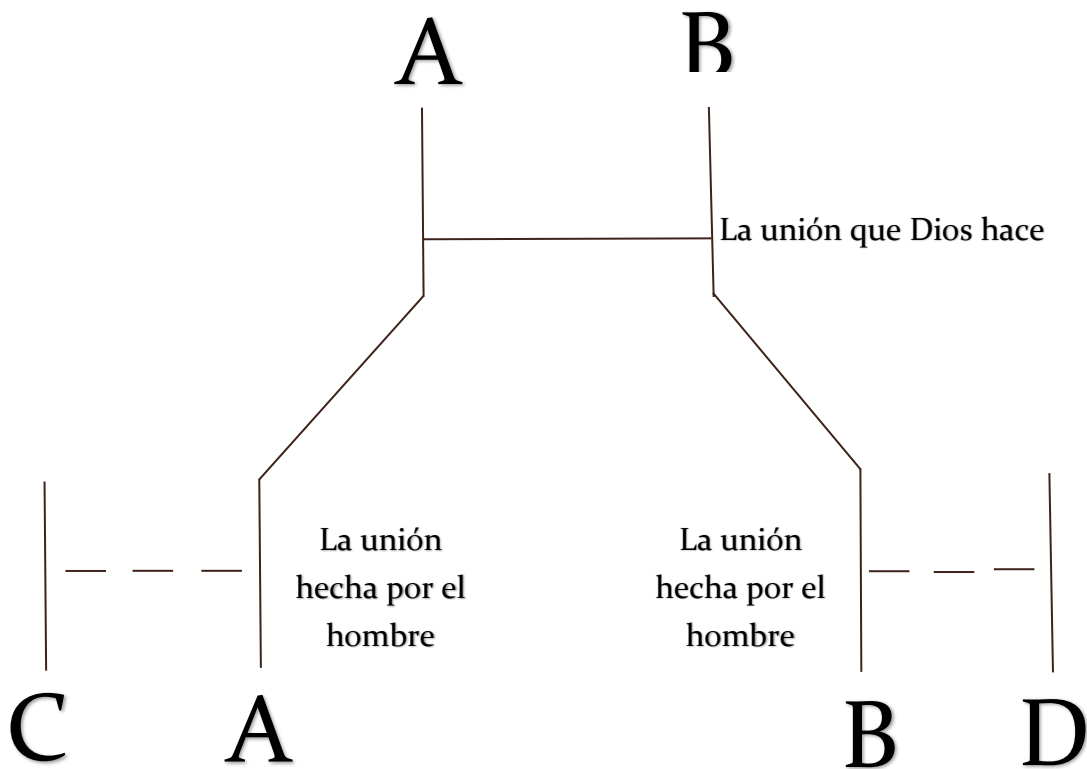 A B
La unión que Dios hace
La unión
hecha por el
hombre
La unión
hecha por el
hombre
C A B D